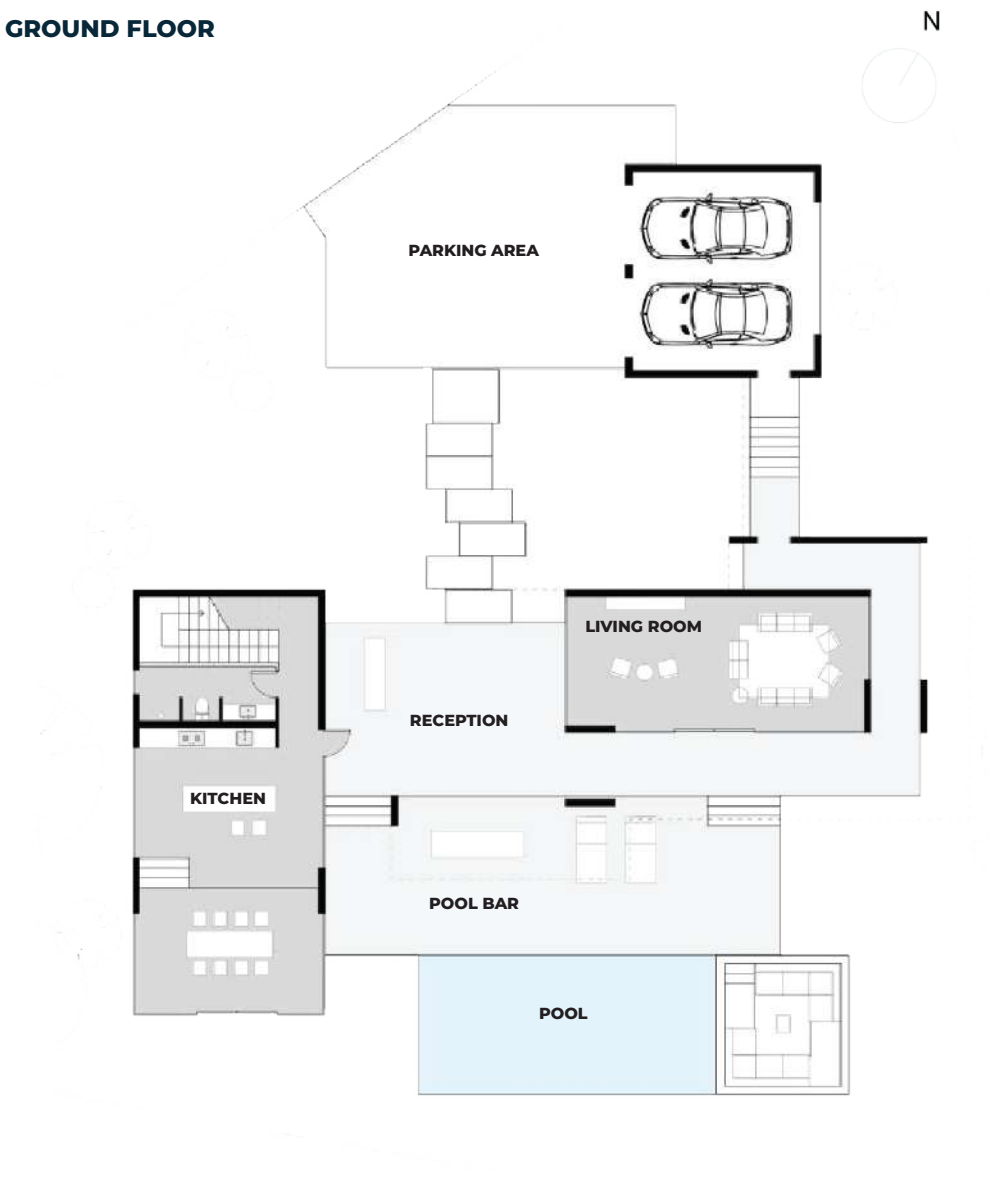 GROUND FLOOR
N
PARKING AREA
LIVING ROOM
RECEPTION
KITCHEN
POOL BAR
POOL